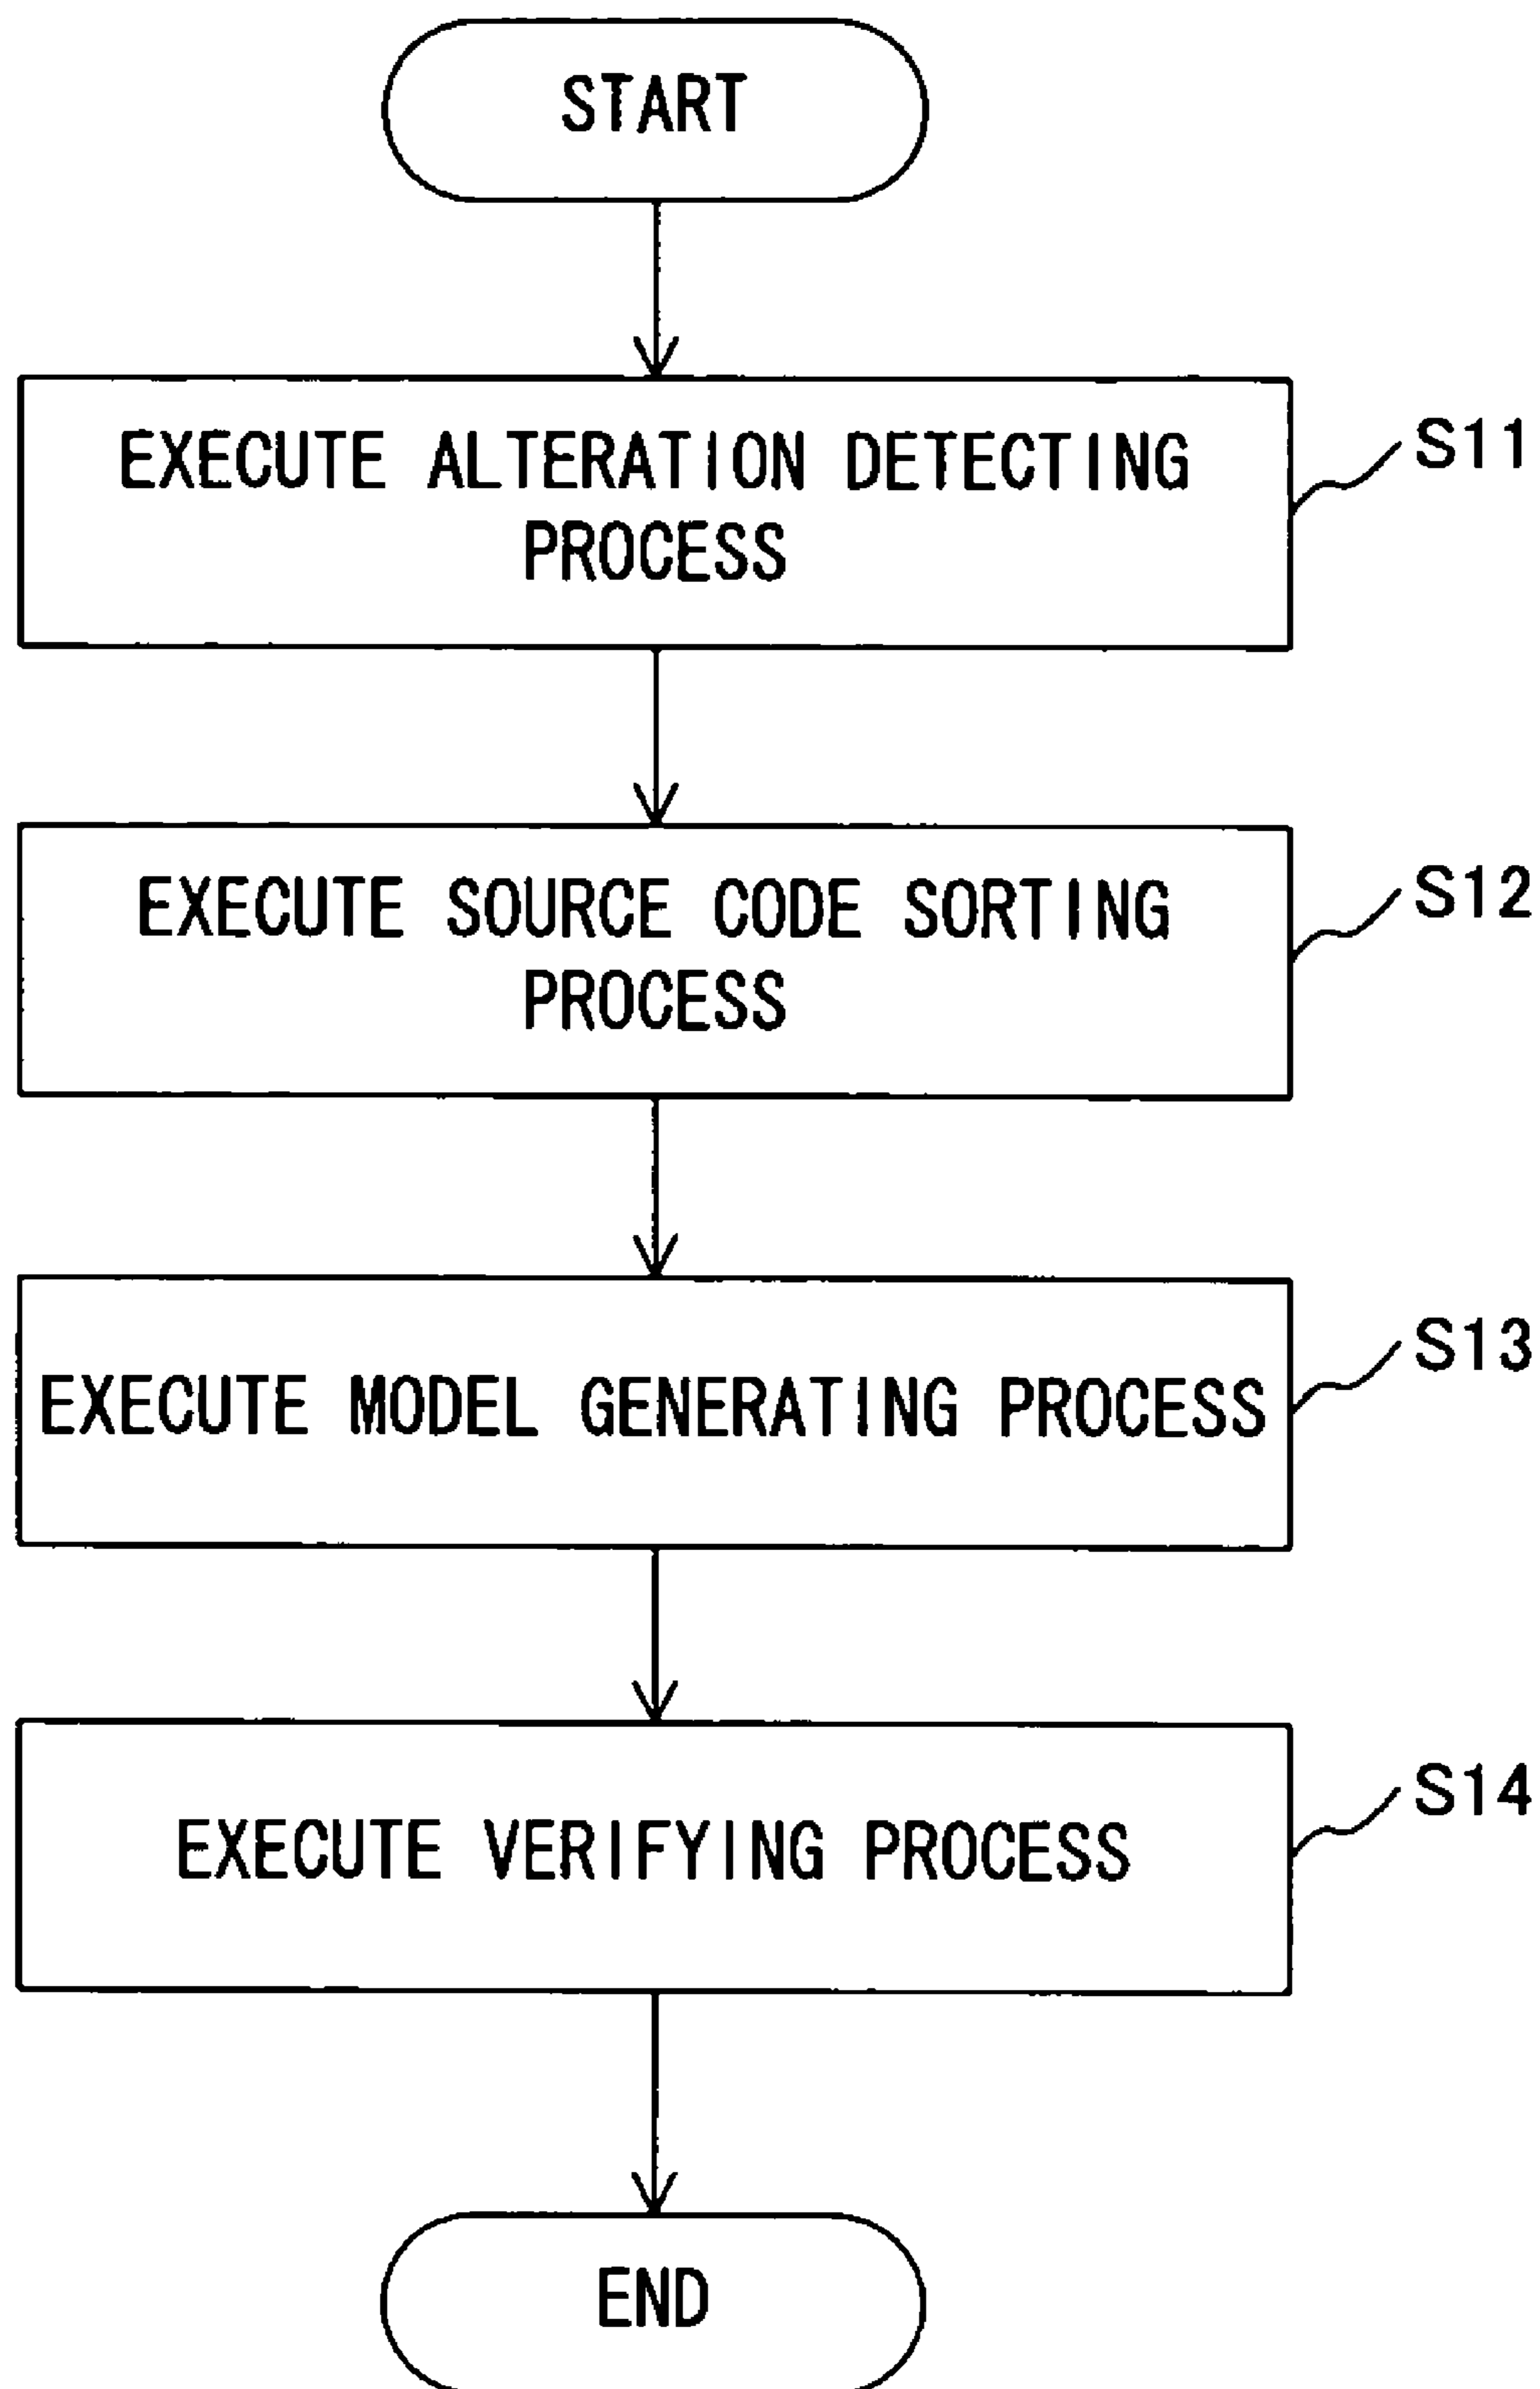 START
EXECUTE ALTERATION DETECTING
PROCESS
S11
EXECUTE SOURCE CODE SORTING
PROCESS
S12
EXECUTE MODEL GENERATING PROCESS
S13
EXECUTE VERIFYING PROCESS
S14
END